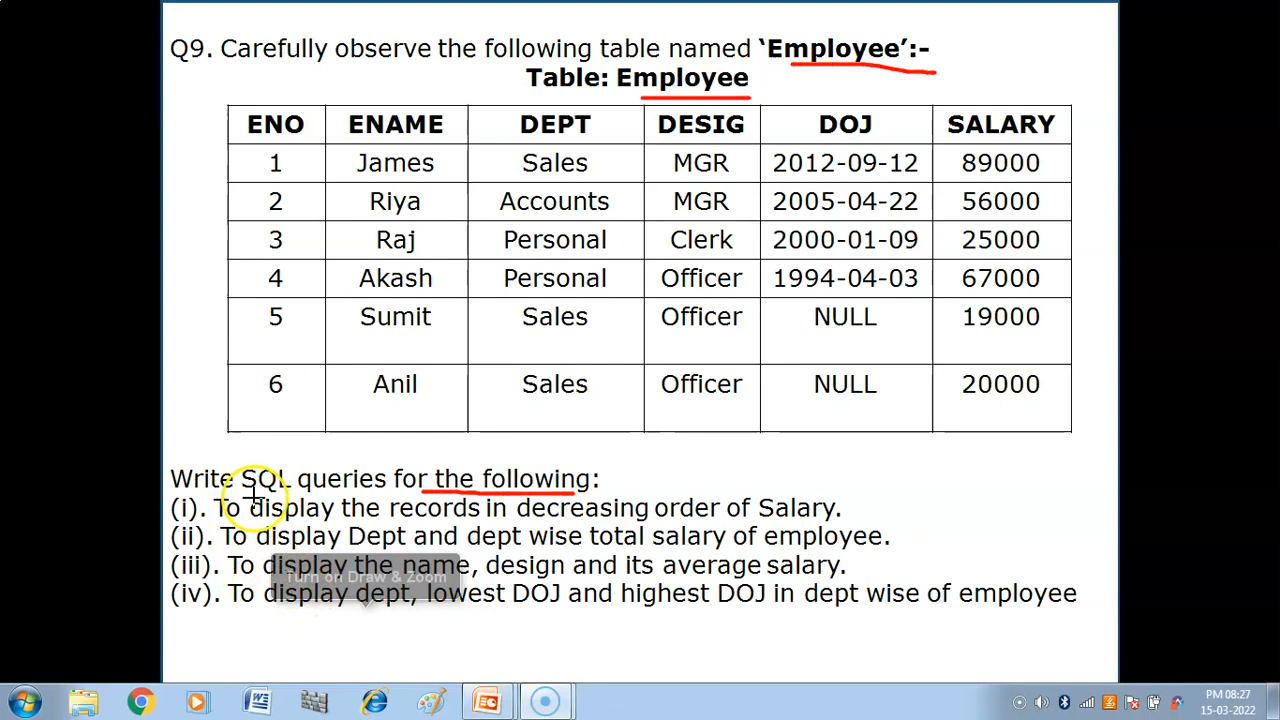 Q9. Carefully observe the following table named ‘Employee’:-
Table: Employee
ENO ENAME DEPT DESIG DOJ SALARY
1 James Sales MGR 2012-09-12 89000
2 Riya Accounts MGR 2005-04-22 56000
3 Raj Personal Clerk 2000-01-09 25000
4 Akash Personal Officer 1994-04-03 67000
5 Sumit Sales Officer NULL 19000
6 Anil Sales Officer NULL 20000
Write SQL queries for the following:
(i). To display the records in decreasing order of Salary.
(ii). To display Dept and dept wise total salary of employee.
(iii). To display the name, design and its average salary.
Turn on Draw & Zoom
(iv). To display dept, lowest DOJ and highest DOJ in dept wise of employee
PM 08:27
15-03-2022